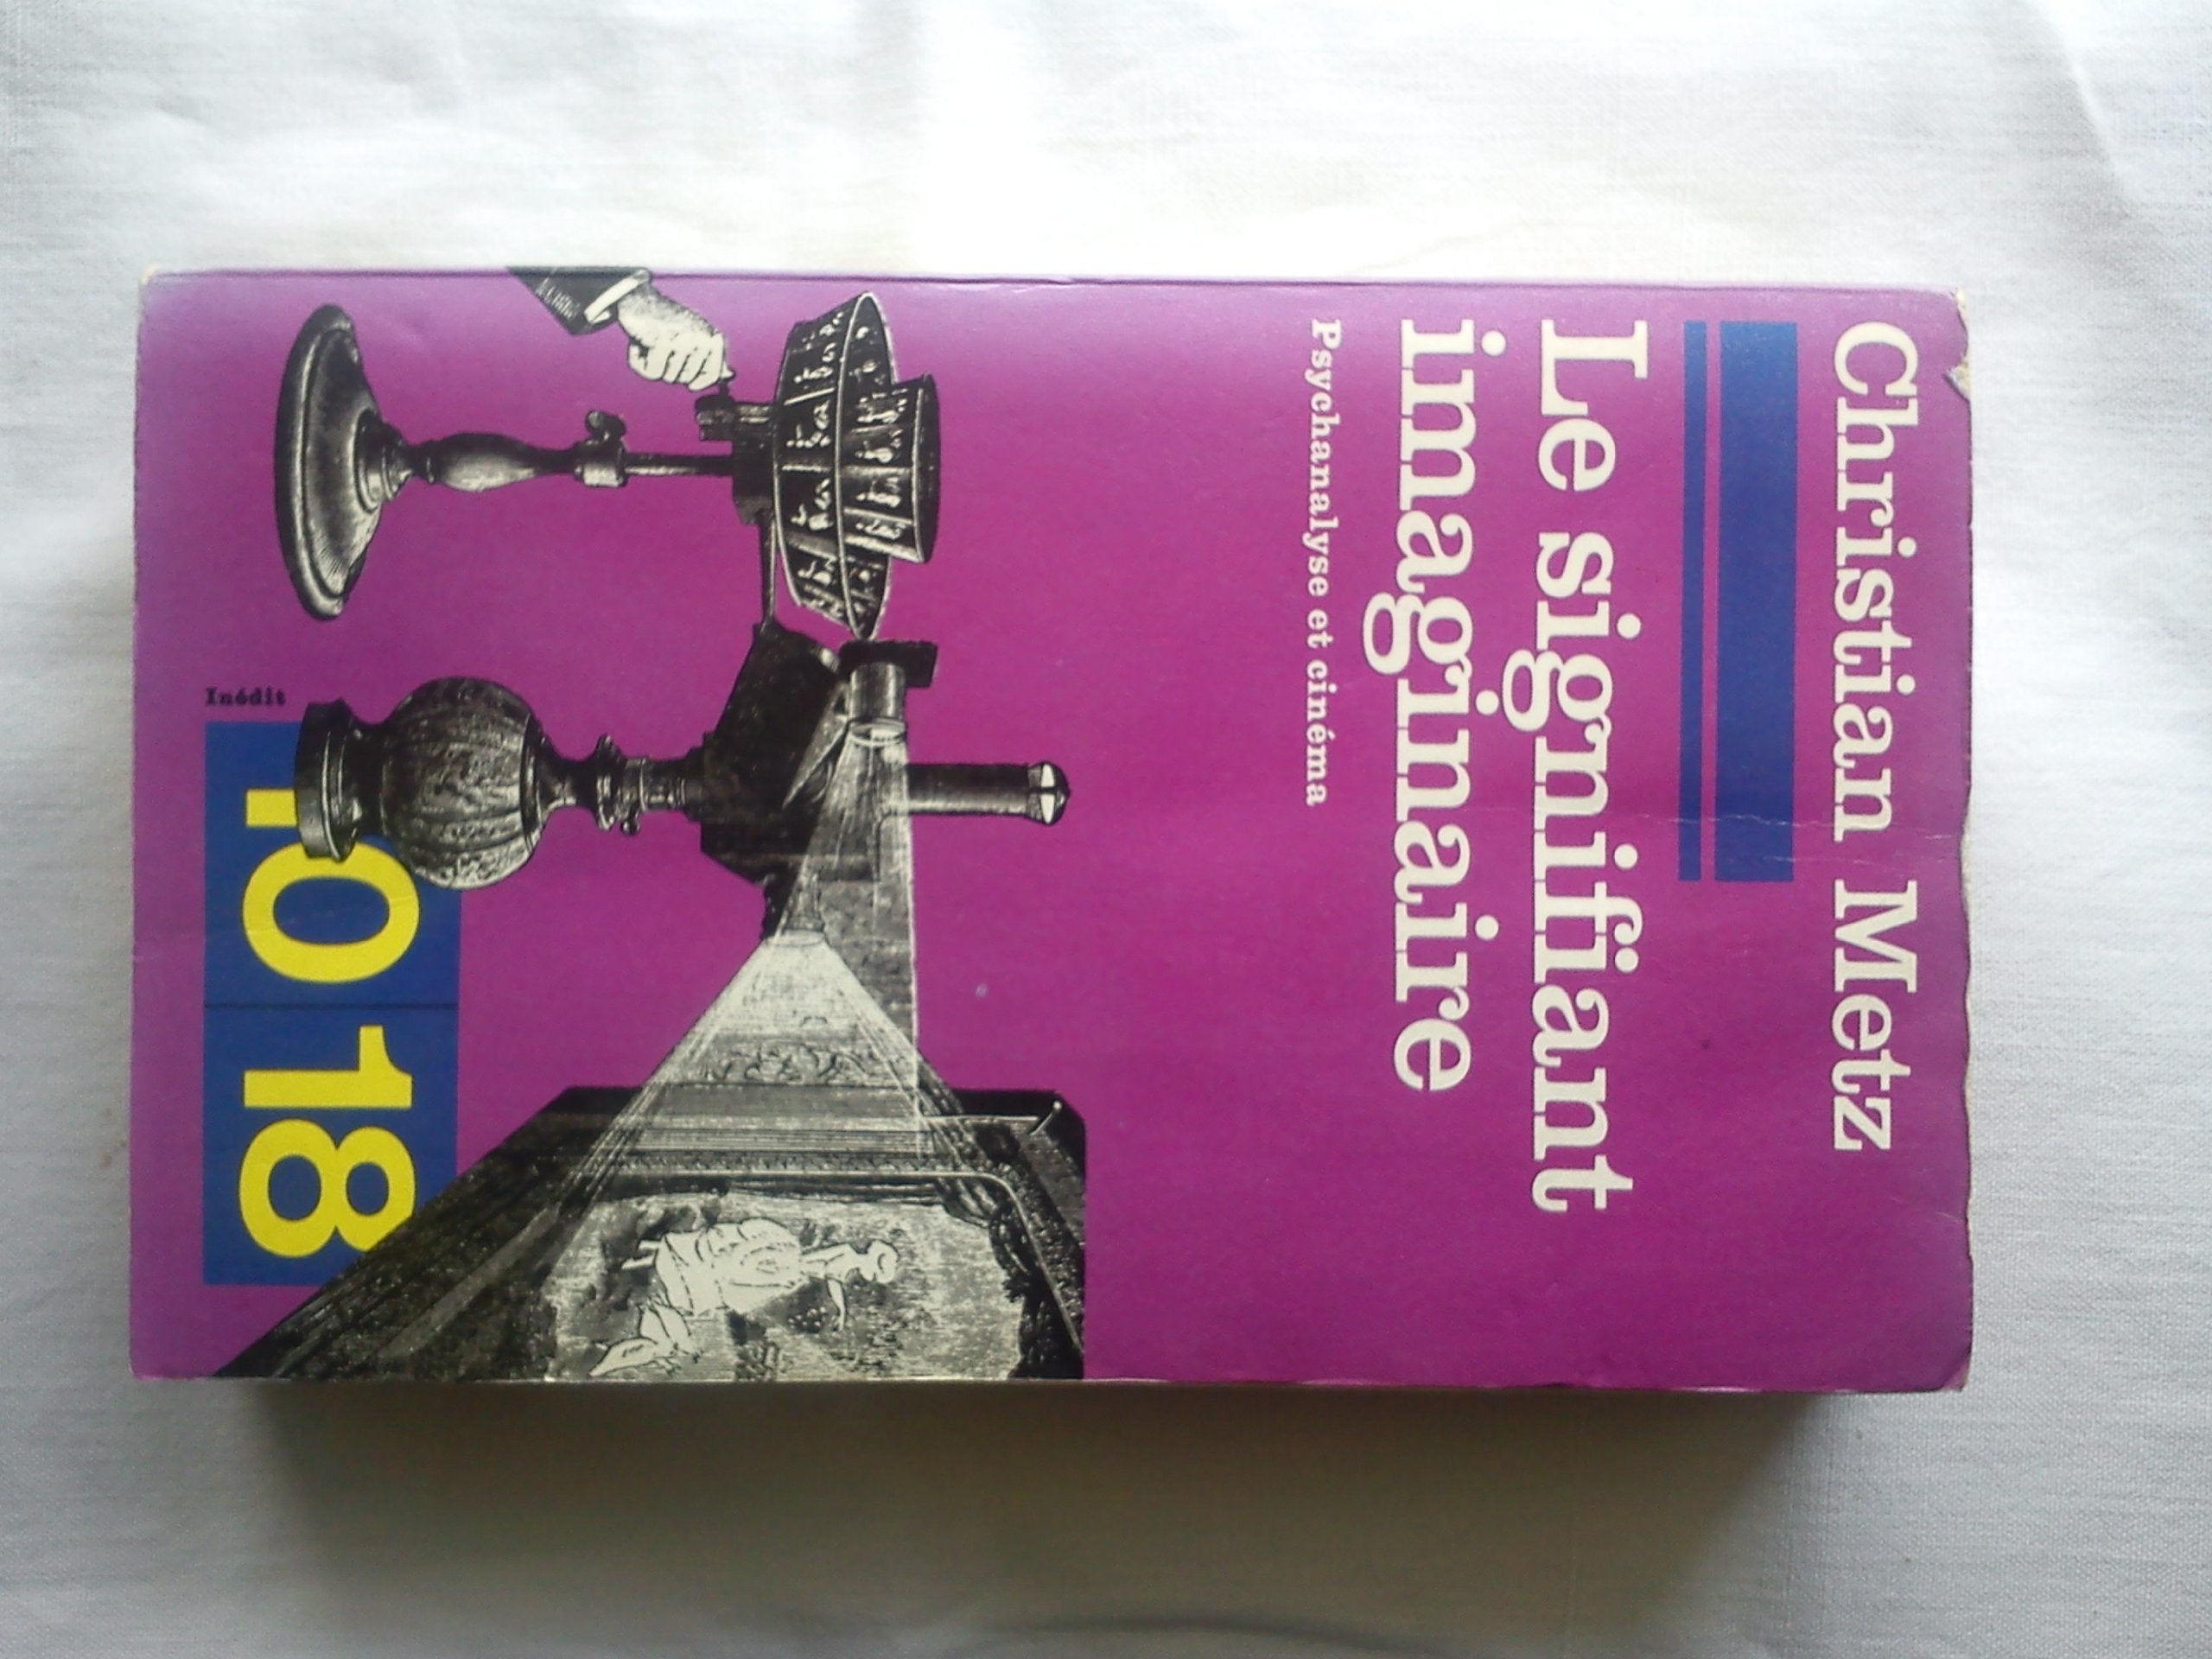 Christian Metz
Le signifiant
imaginaire
Psychanalyse et cinéma
Inédit
10 18